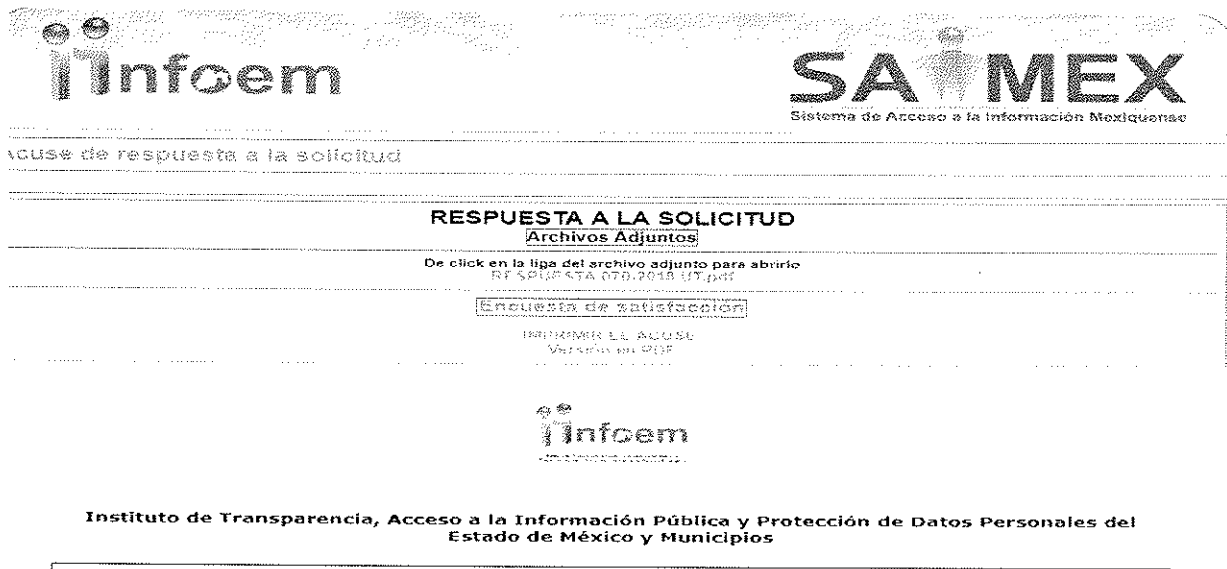 infoem
SAIMEX
Sistema de Acceso a la Información Mexiquense
Acuse de respuesta a la solicitud
RESPUESTA A LA SOLICITUD
Archivos Adjuntos
De click en la liga del archivo adjunto para abrirlo
RESPUESTA 070-2018 UT.pdf
Encuesta de satisfacción
IMPRIMIR EL ACUSE
Versión en PDF
infoem
Instituto de Transparencia, Acceso a la Información Pública y Protección de Datos Personales del
Estado de México y Municipios